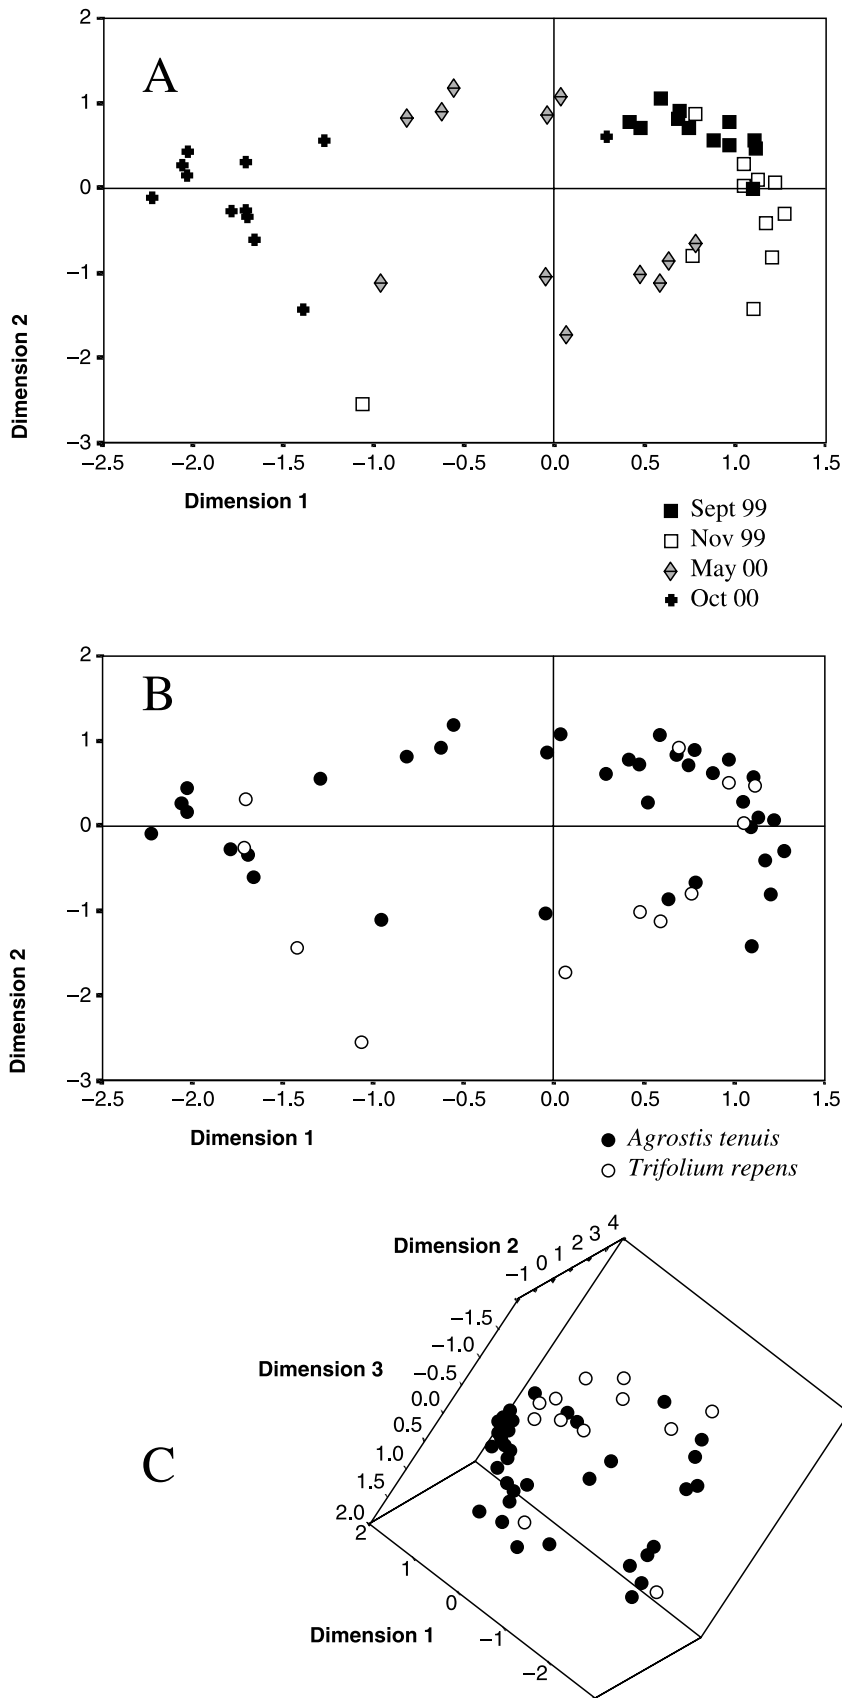 2
A
1
0
−1
−2
−3
Dimension 2
−2.5 −2.0 −1.5 −1.0 −0.5 0.0 0.5 1.0 1.5
Dimension 1
Sept 99
Nov 99
May 00
Oct 00
2
B
1
0
−1
−2
−3
Dimension 2
−2.5 −2.0 −1.5 −1.0 −0.5 0.0 0.5 1.0 1.5
Dimension 1
Agrostis tenuis
Trifolium repens
Dimension 2
−1 0 1 2 3 4
Dimension 3
−1.5
−1.0
−0.5
0.0
0.5
1.0
1.5
2.0
C
2
1
0
−1
−2
Dimension 1